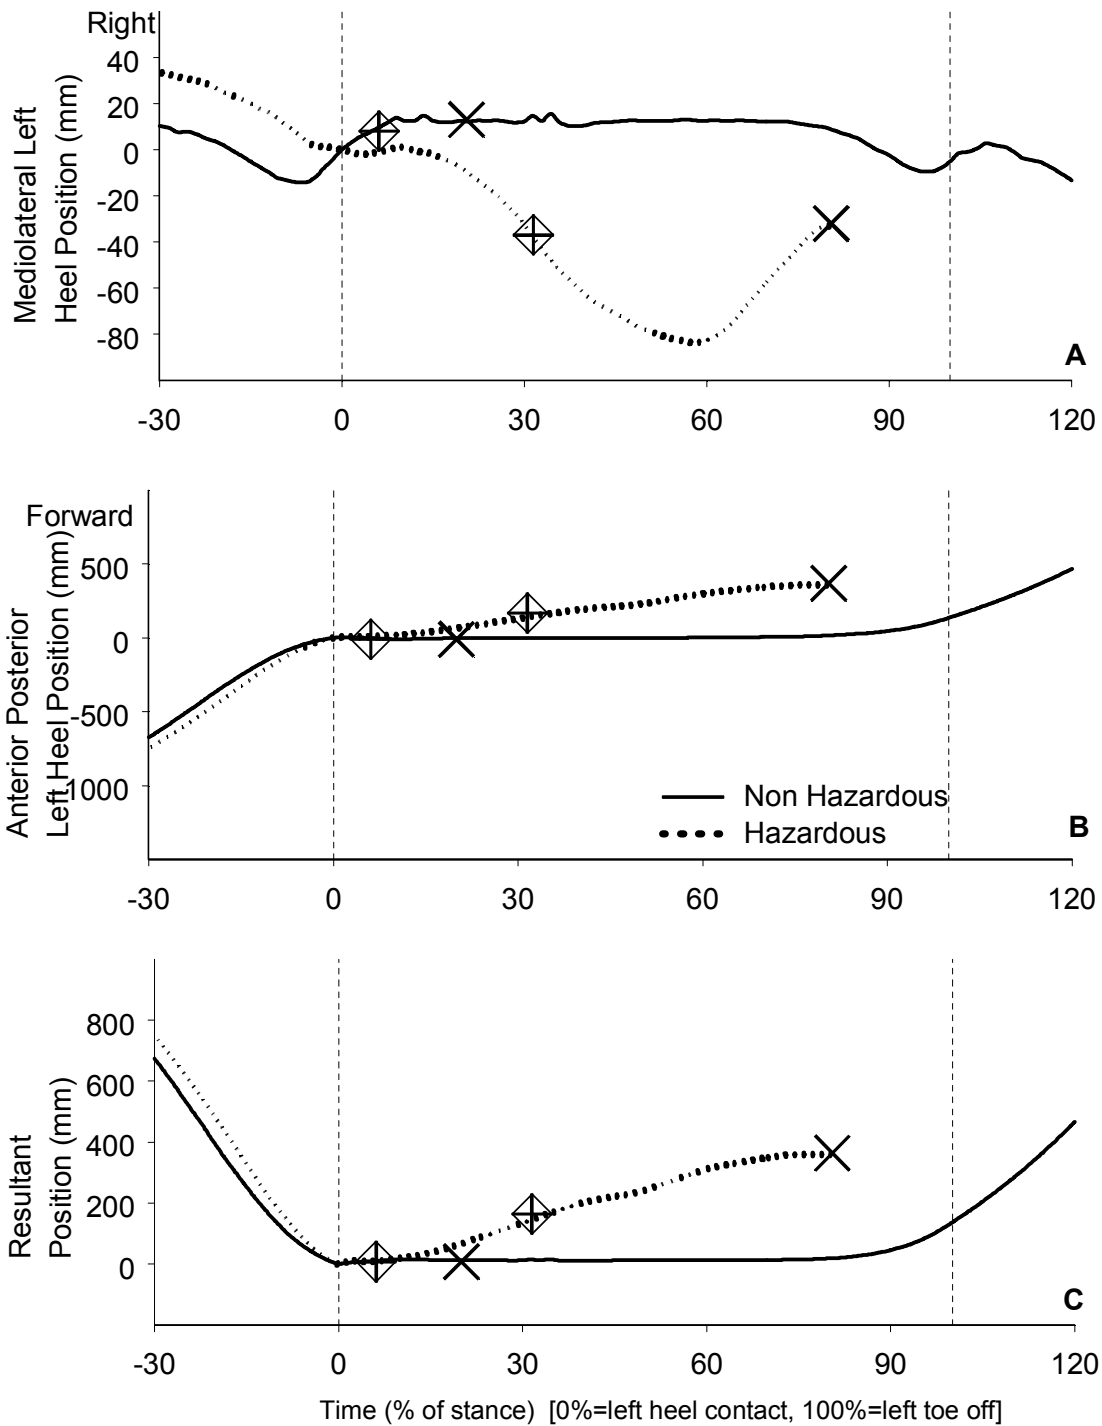 Right
40
20
0
-20
-40
-60
-80
Mediolateral Left
Heel Position (mm)
A
-30 0 30 60 90 120
Forward
500
0
-500
-1000
Anterior Posterior
Left Heel Position (mm)
Non Hazardous
Hazardous
B
-30 0 30 60 90 120
800
600
400
200
0
Resultant
Position (mm)
C
-30 0 30 60 90 120
Time (% of stance) [0%=left heel contact, 100%=left toe off]